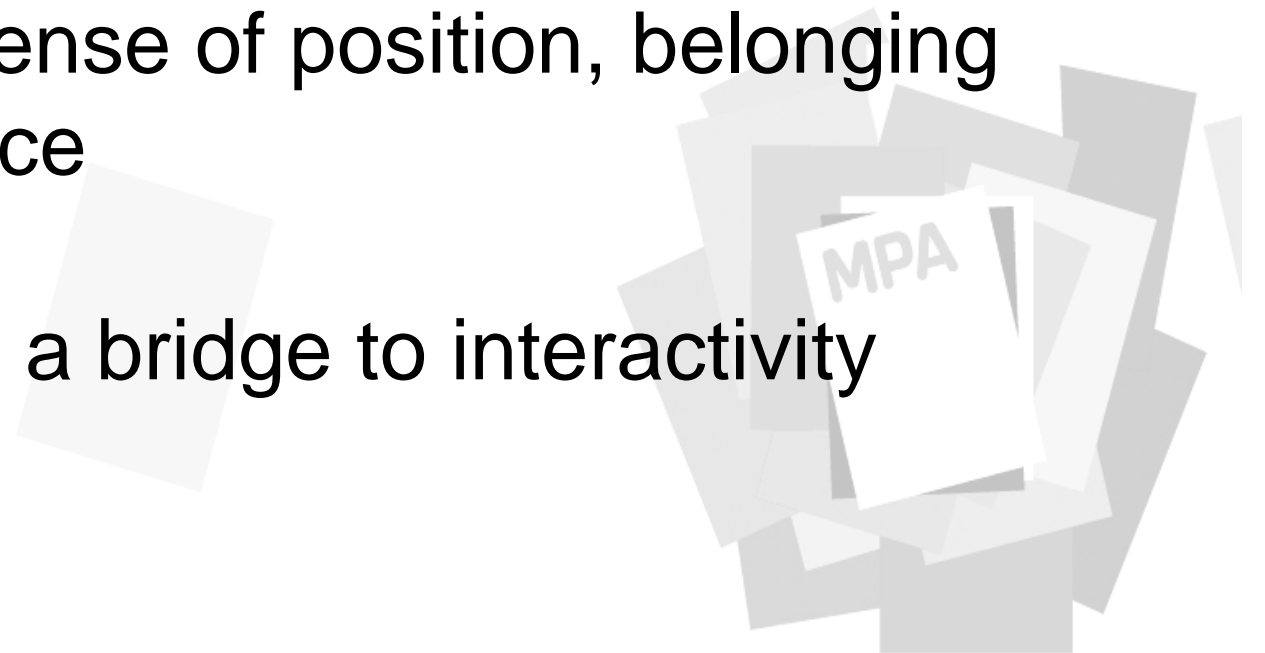 ense of position, belonging
ce
MPA
a bridge to interactivity